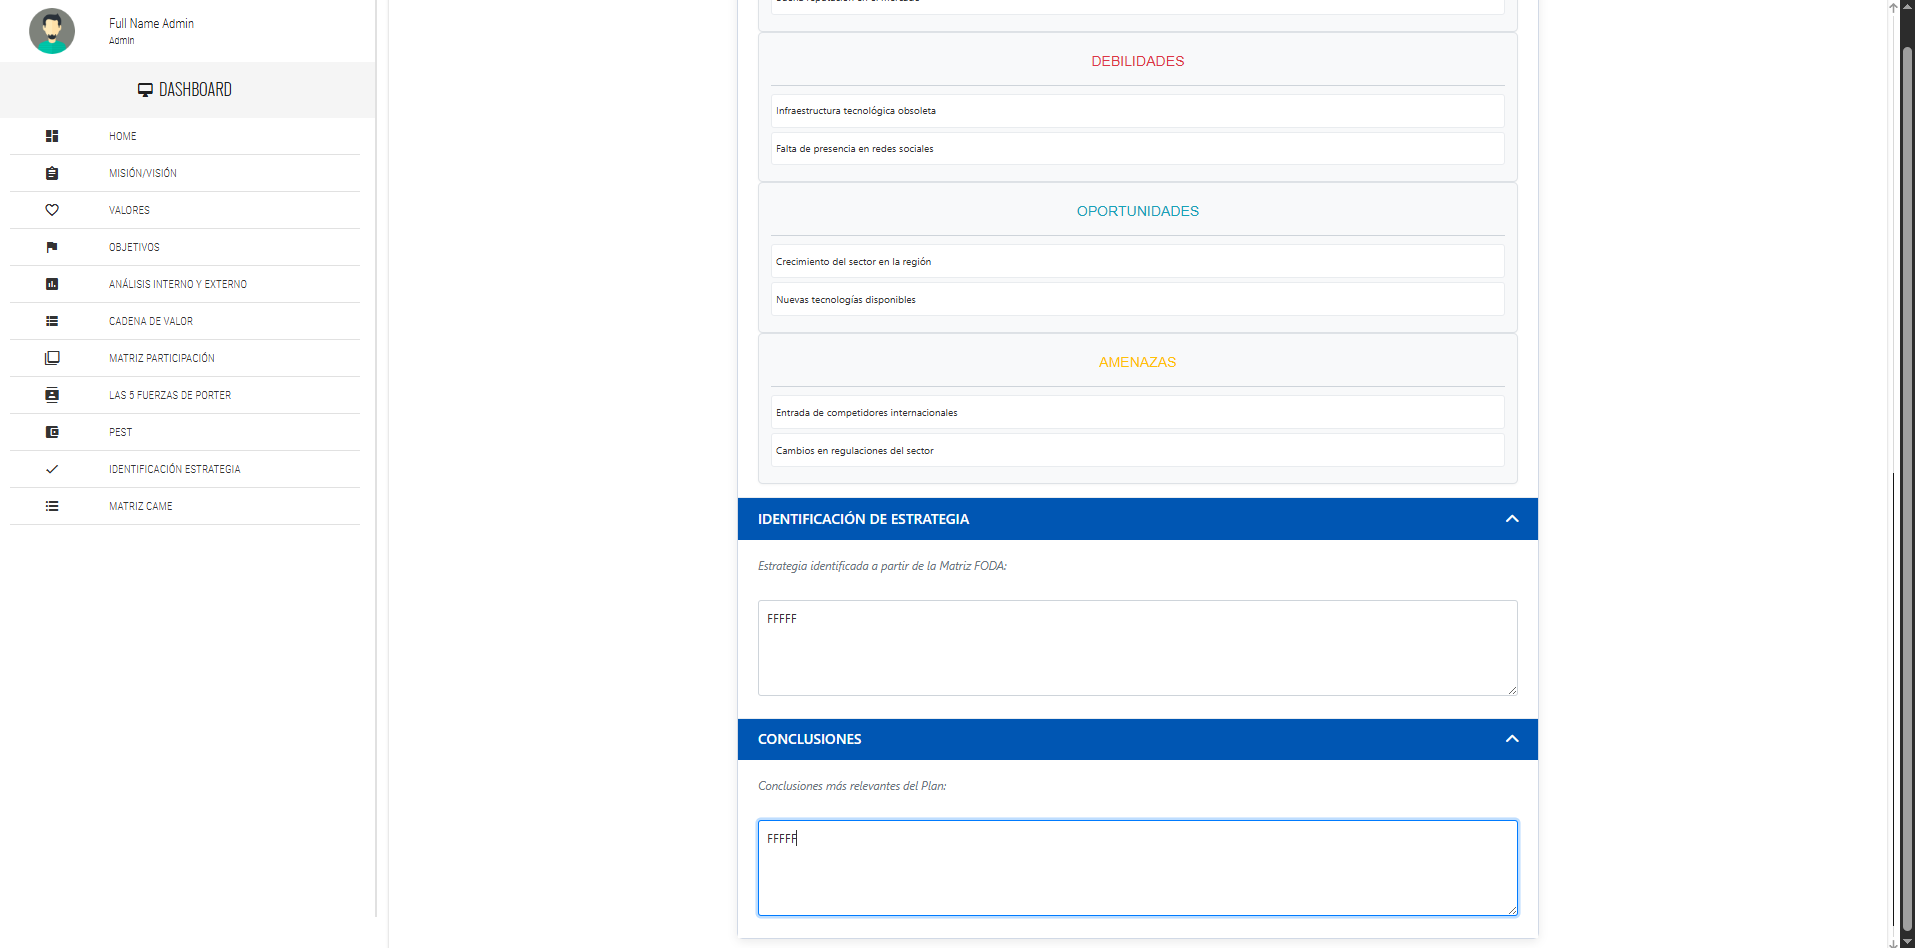 Full Name Admin
Admin
DASHBOARD
HOME
MISIÓN/VISIÓN
VALORES
OBJETIVOS
ANÁLISIS INTERNO Y EXTERNO
CADENA DE VALOR
MATRIZ PARTICIPACIÓN
LAS 5 FUERZAS DE PORTER
PEST
IDENTIFICACIÓN ESTRATEGIA
MATRIZ CAME
DEBILIDADES
Infraestructura tecnológica obsoleta
Falta de presencia en redes sociales
OPORTUNIDADES
Crecimiento del sector en la región
Nuevas tecnologías disponibles
AMENAZAS
Entrada de competidores internacionales
Cambios en regulaciones del sector
IDENTIFICACIÓN DE ESTRATEGIA
Estrategia identificada a partir de la Matriz FODA:
FFFFF
CONCLUSIONES
Conclusiones más relevantes del Plan:
FFFFF